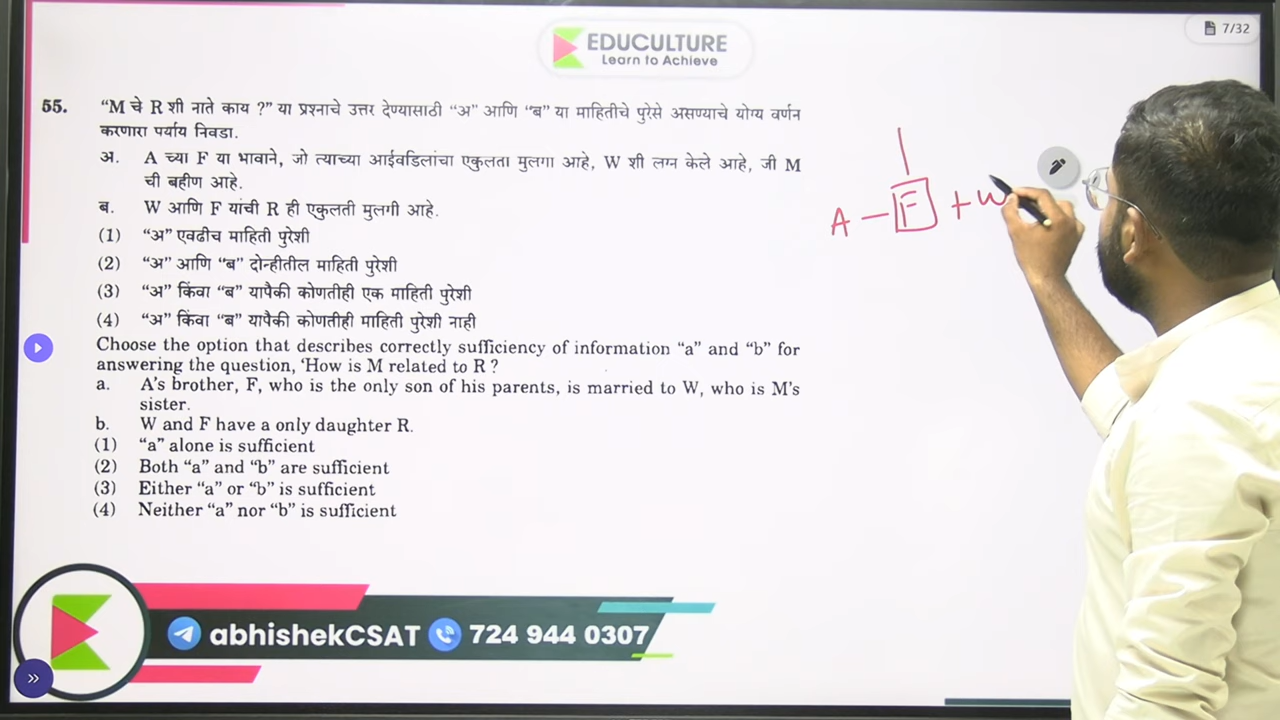 EDUCULTURE
Learn to Achieve
7/32
55. "M चे R शी नाते काय ?" या प्रश्नाचे उत्तर देण्यासाठी "अ" आणि "ब" या माहितीचे पुरेसे असण्याचे योग्य वर्णन
करणारा पर्याय निवडा.
अ. A च्या F या भावाने, जो त्याच्या आईवडिलांचा एकुलता मुलगा आहे, W शी लग्न केले आहे, जी M
ची बहीण आहे.
ब. W आणि F यांची R ही एकुलती मुलगी आहे.
(1) "अ" एवढीच माहिती पुरेशी
(2) "अ" आणि "ब" दोन्हीतील माहिती पुरेशी
(3) "अ" किंवा "ब" यापैकी कोणतीही एक माहिती पुरेशी
(4) "अ" किंवा "ब" यापैकी कोणतीही माहिती पुरेशी नाही
Choose the option that describes correctly sufficiency of information "a" and "b" for
answering the question, 'How is M related to R ?
a. A's brother, F, who is the only son of his parents, is married to W, who is M's
sister.
b. W and F have a only daughter R.
(1) "a" alone is sufficient
(2) Both "a" and "b" are sufficient
(3) Either "a" or "b" is sufficient
(4) Neither "a" nor "b" is sufficient
A — F + W
abhishekCSAT 724 944 0307